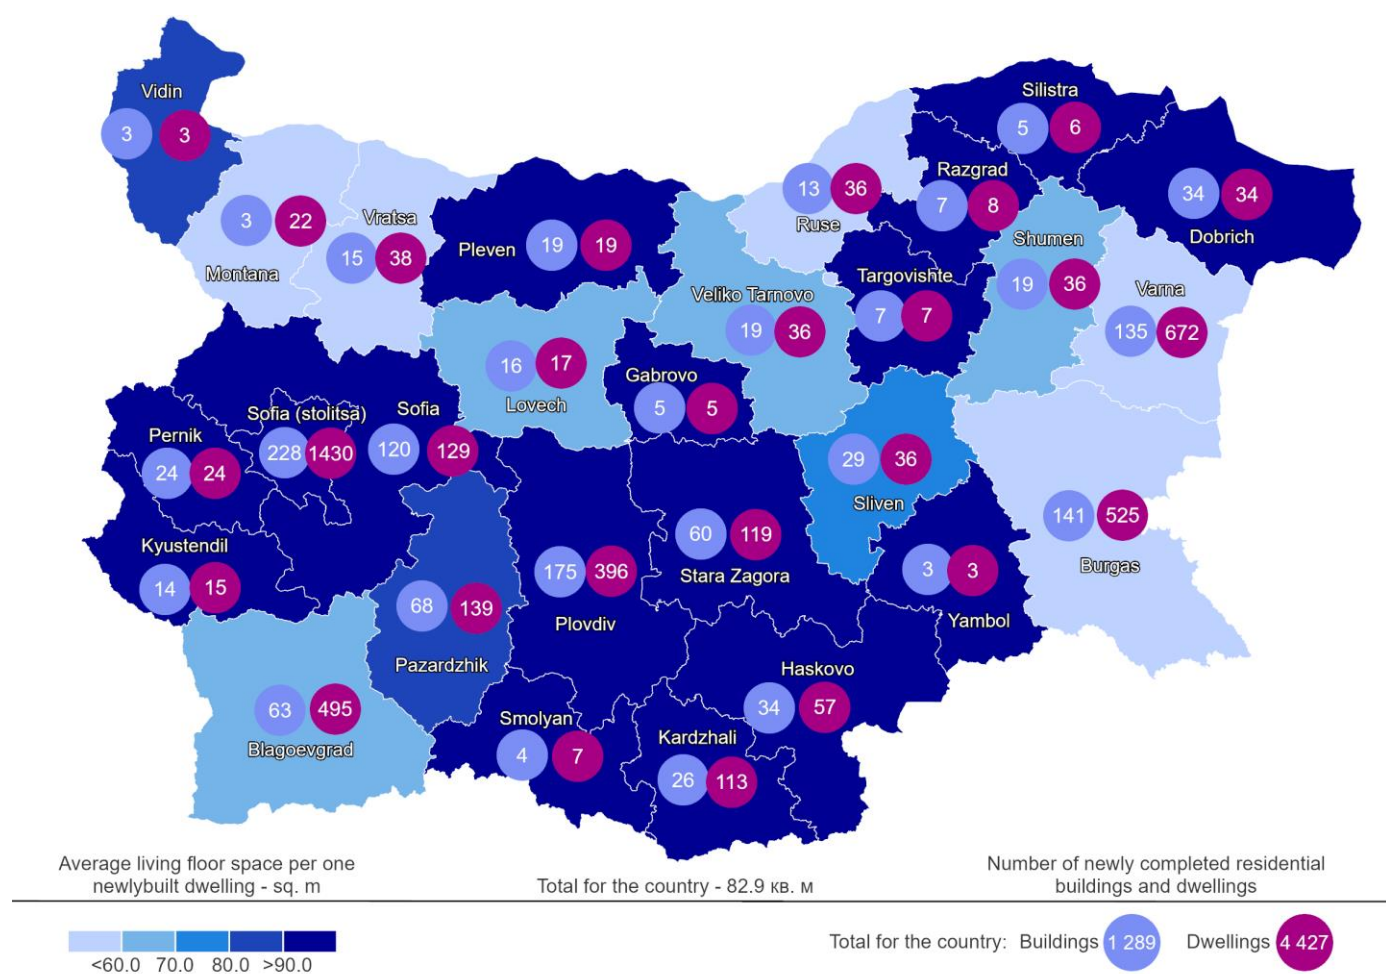 Vidin
3 3
Silistra
5 6
Razgrad
7 8
34 34
Dobrich
13 36
Ruse
3 22
Montana
Vratsa
15 38
Pleven 19 19
Shumen
19 36
Targovishte
7 7
Varna
135 672
Veliko Tarnovo
19 36
16 17
Lovech
Gabrovo
5 5
Sofia (stolitsa)
228 1430
Sofia
120 129
Pernik
24 24
29 36
Sliven
141 525
Burgas
Kyustendil
14 15
60 119
Stara Zagora
175 396
Plovdiv
3 3
Yambol
68 139
Pazardzhik
Haskovo
34 57
63 495
Blagoevgrad
Smolyan
4 7
Kardzhali
26 113
Average living floor space per one
newlybuilt dwelling - sq. m
Total for the country - 82.9 кв. м
Number of newly completed residential
buildings and dwellings
<60.0 70.0 80.0 >90.0
Total for the country: Buildings 1 289 Dwellings 4 427